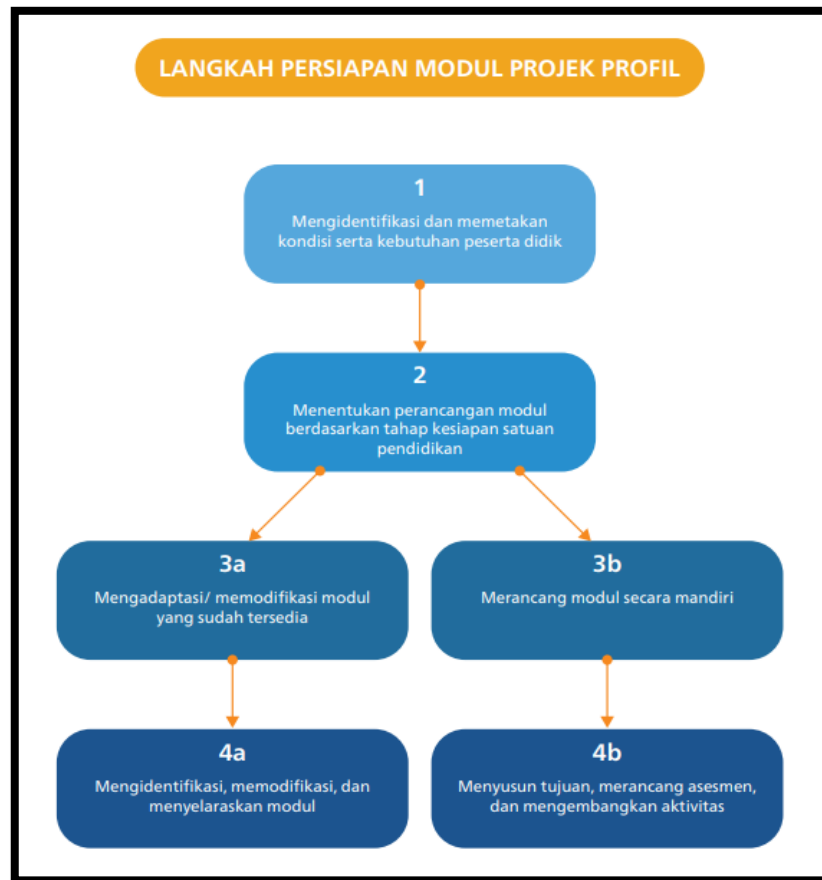 LANGKAH PERSIAPAN MODUL PROJEK PROFIL
1
Mengidentifikasi dan memetakan
kondisi serta kebutuhan peserta didik
2
Menentukan perancangan modul
berdasarkan tahap kesiapan satuan
pendidikan
3a
Mengadaptasi/ memodifikasi modul
yang sudah tersedia
3b
Merancang modul secara mandiri
4a
Mengidentifikasi, memodifikasi, dan
menyelaraskan modul
4b
Menyusun tujuan, merancang asesmen,
dan mengembangkan aktivitas